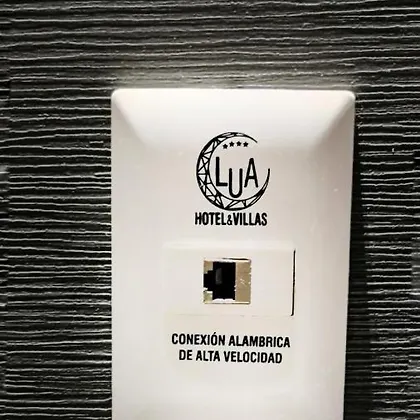 LUA
HOTEL&VILLAS
CONEXIÓN ALAMBRICA
DE ALTA VELOCIDAD